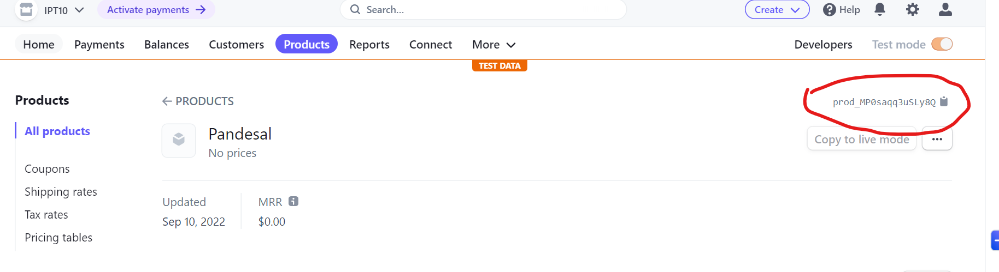 IPT10
Activate payments
Search...
Create
Help
Home
Payments
Balances
Customers
Products
Reports
Connect
More
Developers
Test mode
TEST DATA
Products
PRODUCTS
prod_MP0saqq3uSLy8Q
All products
Pandesal
No prices
Copy to live mode
Coupons
Shipping rates
Tax rates
Pricing tables
Updated
Sep 10, 2022
MRR
$0.00